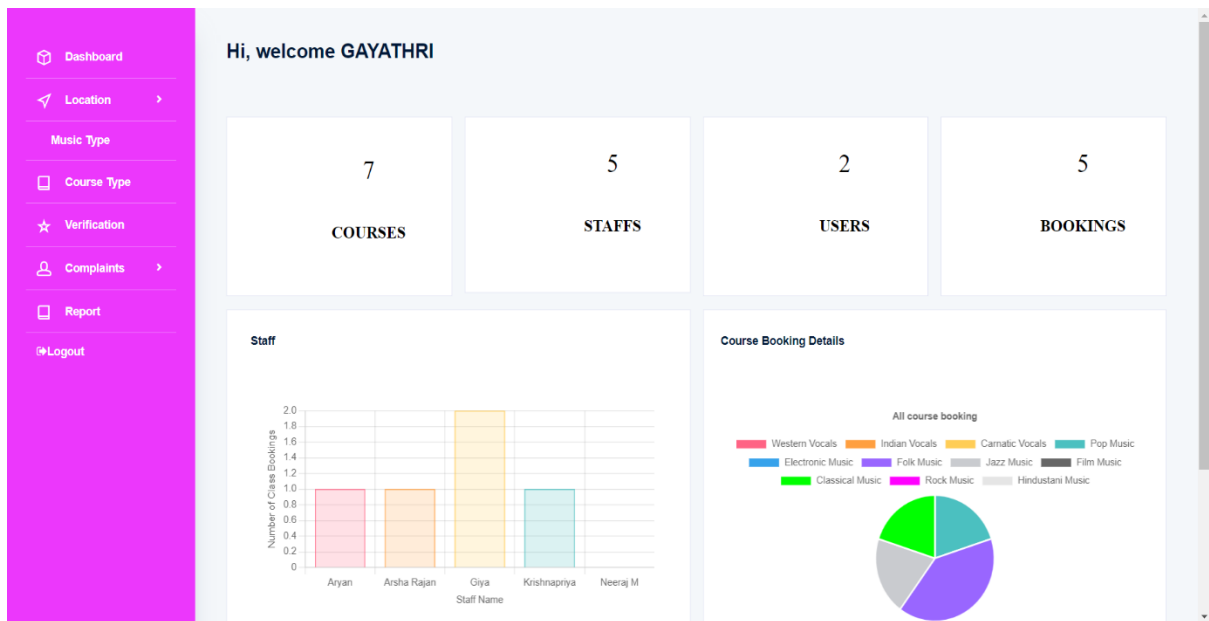 Dashboard
Location
Music Type
Course Type
Verification
Complaints
Report
Logout
Hi, welcome GAYATHRI
7
COURSES
5
STAFFS
2
USERS
5
BOOKINGS
Staff
2.0
1.8
1.6
1.4
1.2
1.0
0.8
0.6
0.4
0.2
0
Number of Class Bookings
Aryan Arsha Rajan Giya Krishnapriya Neeraj M
Staff Name
Course Booking Details
All course booking
Western Vocals Indian Vocals Carnatic Vocals Pop Music
Electronic Music Folk Music Jazz Music Film Music
Classical Music Rock Music Hindustani Music